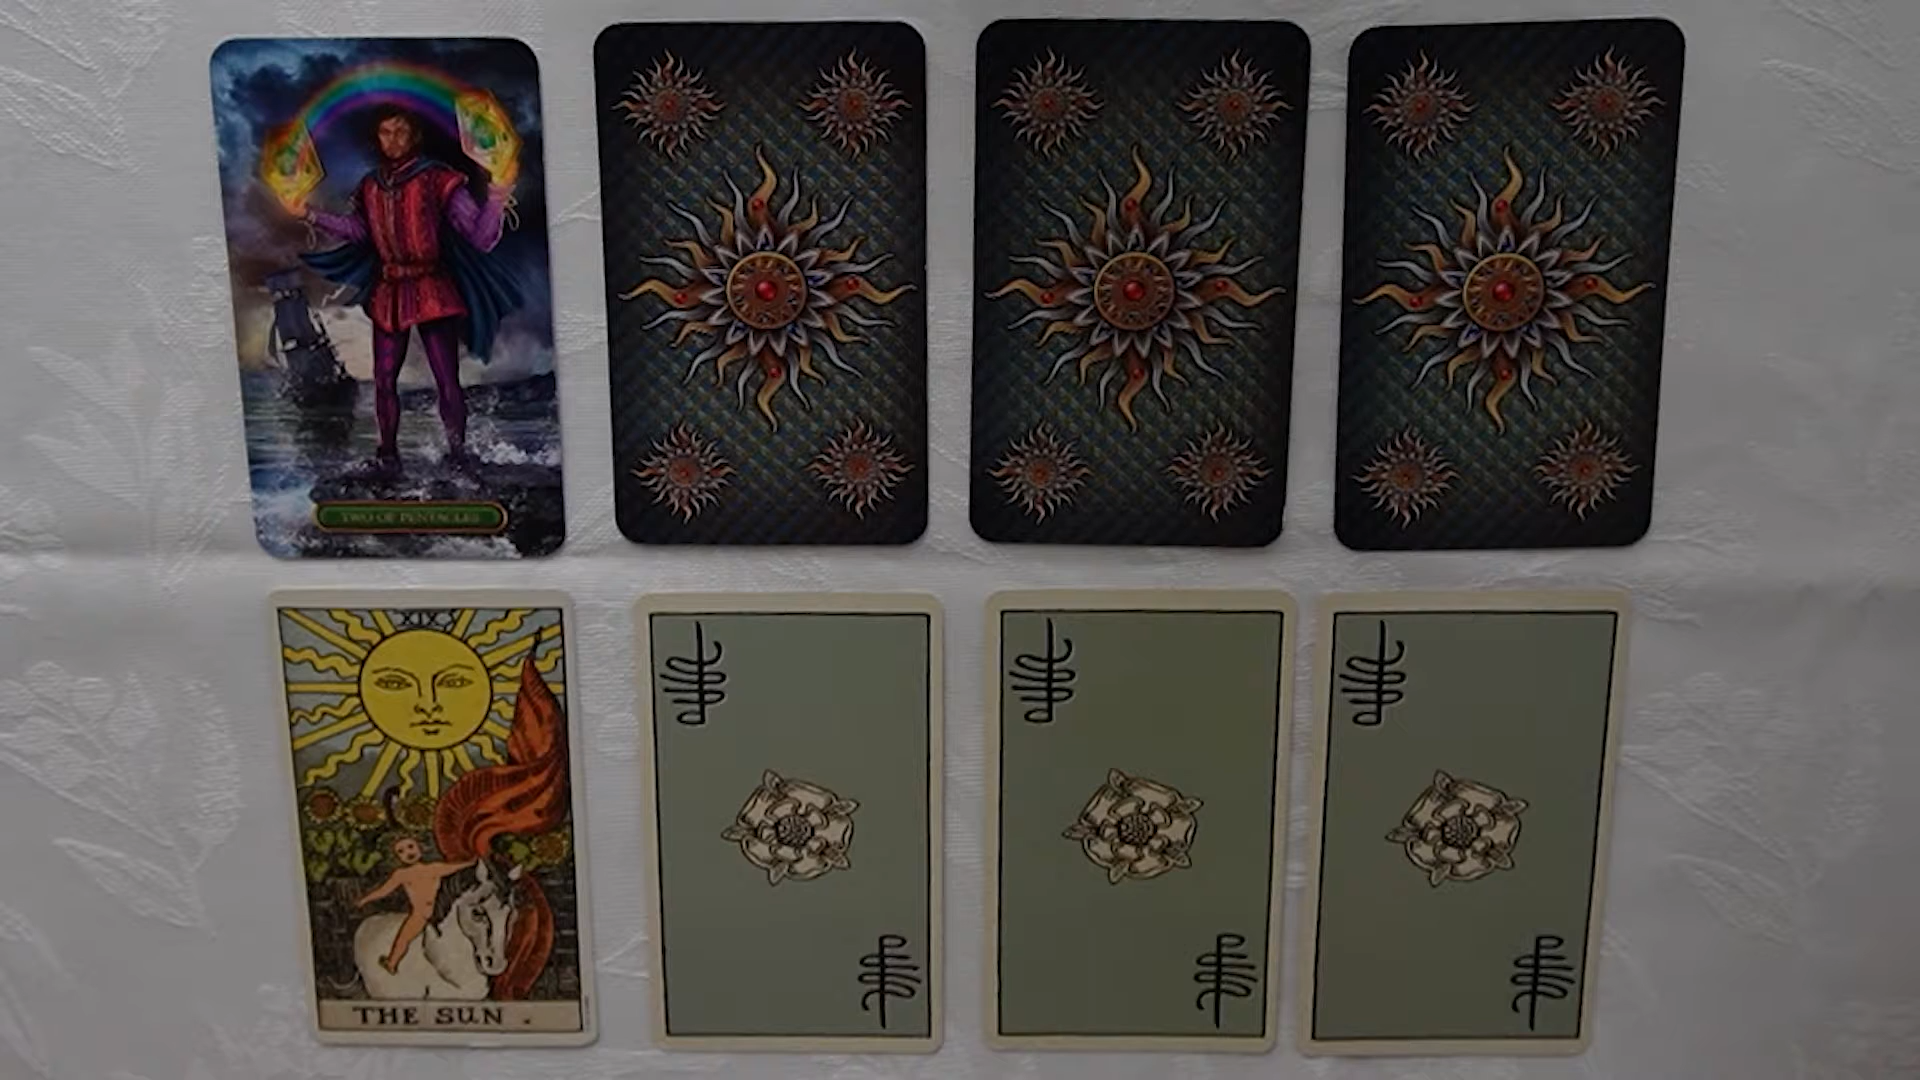 TWO OF PENTACLES
XIX
THE SUN.